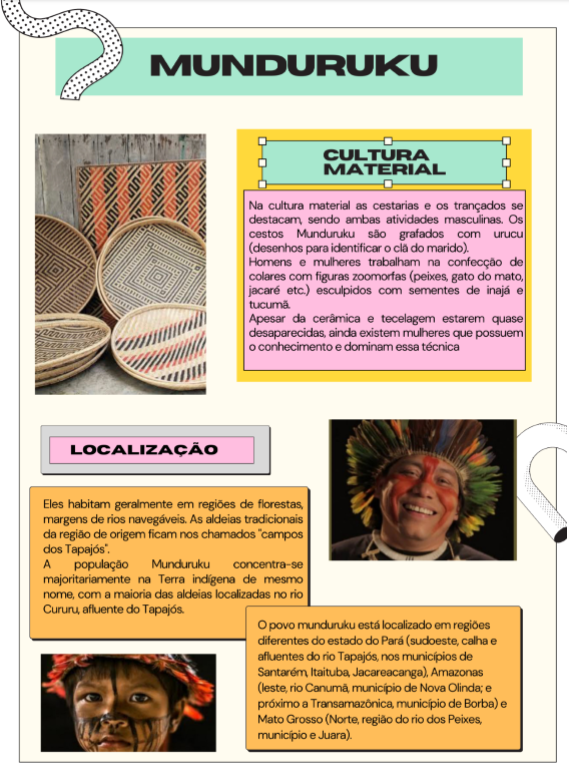 MUNDURUKU
CULTURA
MATERIAL
Na cultura material as cestarias e os trançados se
destacam, sendo ambas atividades masculinas. Os
cestos Munduruku são grafados com urucu
(desenhos para identificar o clã do marido).
Homens e mulheres trabalham na confecção de
colares com figuras zoomorfas (peixes, gato do mato,
jacaré etc.) esculpidos com sementes de inajá e
tucumã.
Apesar da cerâmica e tecelagem estarem quase
desaparecidas, ainda existem mulheres que possuem
o conhecimento e dominam essa técnica
LOCALIZAÇÃO
Eles habitam geralmente em regiões de florestas,
margens de rios navegáveis. As aldeias tradicionais
da região de origem ficam nos chamados "campos
dos Tapajós".
A população Munduruku concentra-se
majoritariamente na Terra indígena de mesmo
nome, com a maioria das aldeias localizadas no rio
Cururu, afluente do Tapajós.
O povo munduruku está localizado em regiões
diferentes do estado do Pará (sudoeste, calha e
afluentes do rio Tapajós, nos municípios de
Santarém, Itaituba, Jacareacanga), Amazonas
(leste, rio Canumã, município de Nova Olinda; e
próximo a Transamazônica, município de Borba) e
Mato Grosso (Norte, região do rio dos Peixes,
município e Juara).